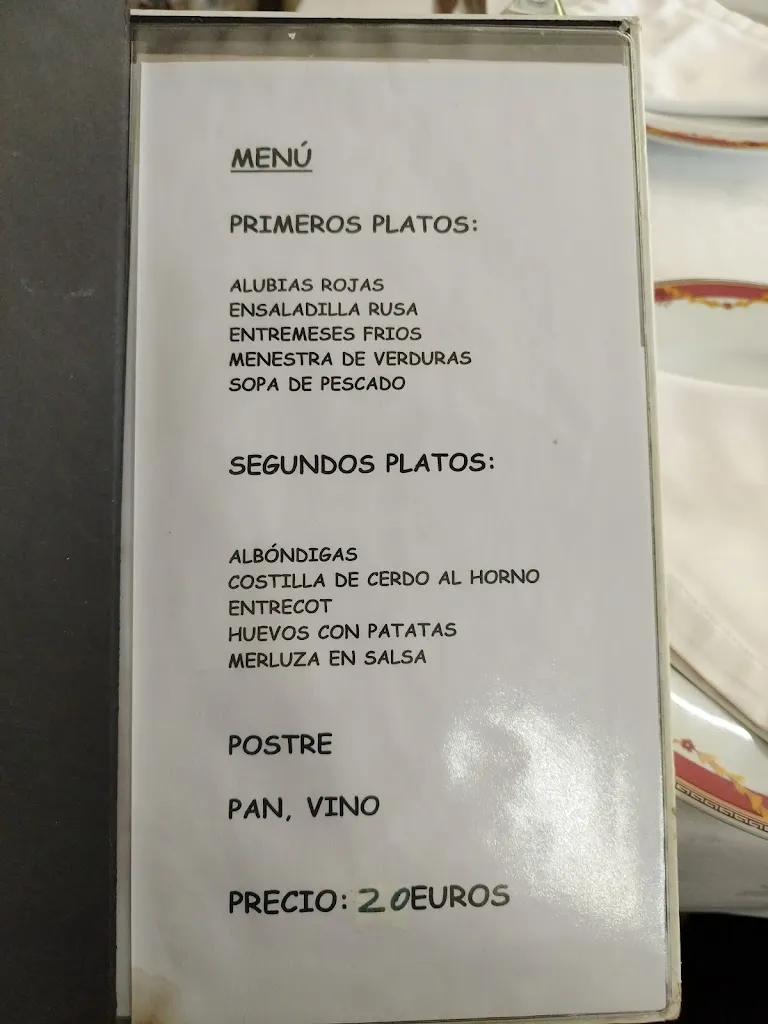 MENÚ
PRIMEROS PLATOS:
ALUBIAS ROJAS
ENSALADILLA RUSA
ENTREMESES FRIOS
MENESTRA DE VERDURAS
SOPA DE PESCADO
SEGUNDOS PLATOS:
ALBÓNDIGAS
COSTILLA DE CERDO AL HORNO
ENTRECOT
HUEVOS CON PATATAS
MERLUZA EN SALSA
POSTRE
PAN, VINO
PRECIO: 20EUROS